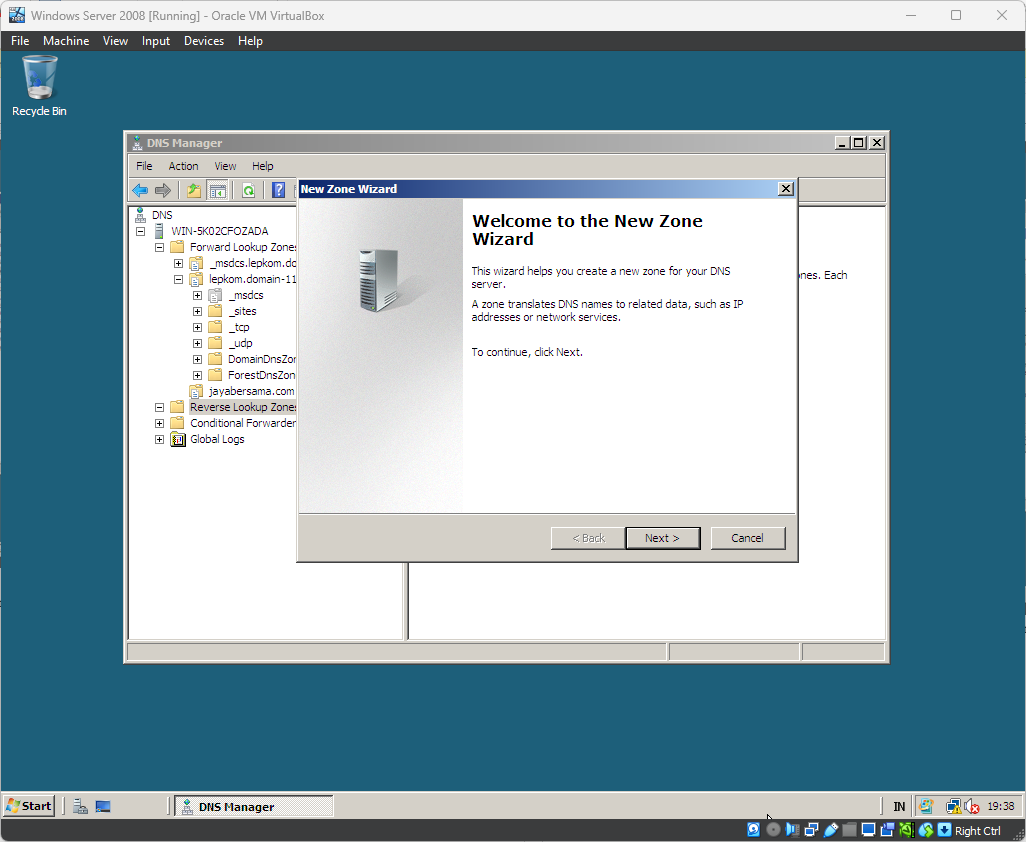 Windows Server 2008 [Running] - Oracle VM VirtualBox
File Machine View Input Devices Help
Recycle Bin
DNS Manager
File Action View Help
New Zone Wizard
DNS
WIN-5K02CFOZADA
Forward Lookup Zones
_msdcs.lepkom.do
lepkom.domain-11
_msdcs
_sites
_tcp
_udp
DomainDnsZon
ForestDnsZon
jayabersama.com
Reverse Lookup Zones
Conditional Forwarder
Global Logs
Welcome to the New Zone
Wizard
This wizard helps you create a new zone for your DNS
server.
A zone translates DNS names to related data, such as IP
addresses or network services.
To continue, click Next.
ones. Each
< Back Next > Cancel
Start DNS Manager IN 19:38
Right Ctrl